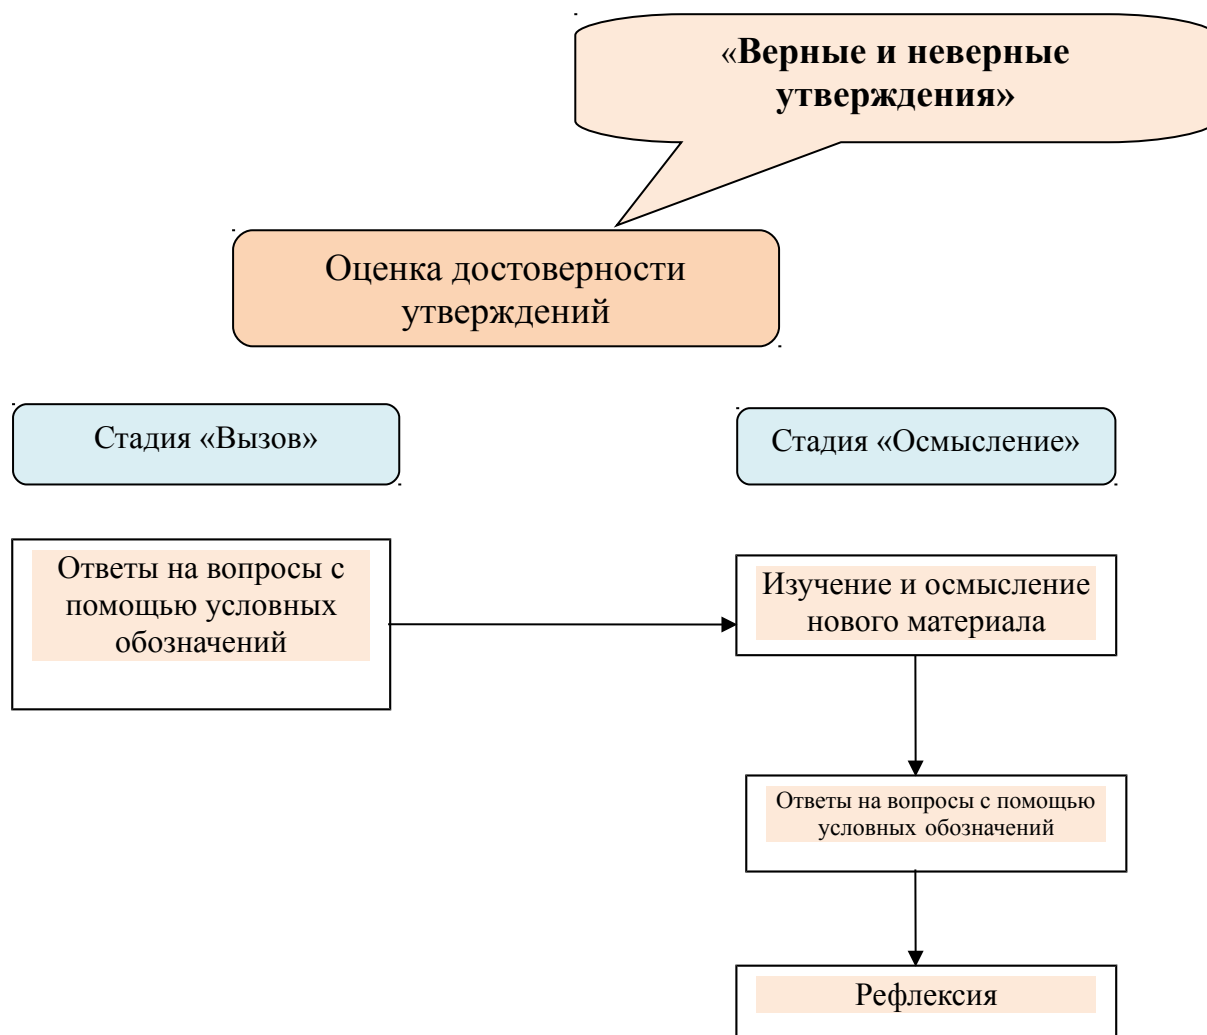 «Верные и неверные
утверждения»
Оценка достоверности
утверждений
Стадия «Вызов»
Стадия «Осмысление»
Ответы на вопросы с
помощью условных
обозначений
Изучение и осмысление
нового материала
Ответы на вопросы с помощью
условных обозначений
Рефлексия